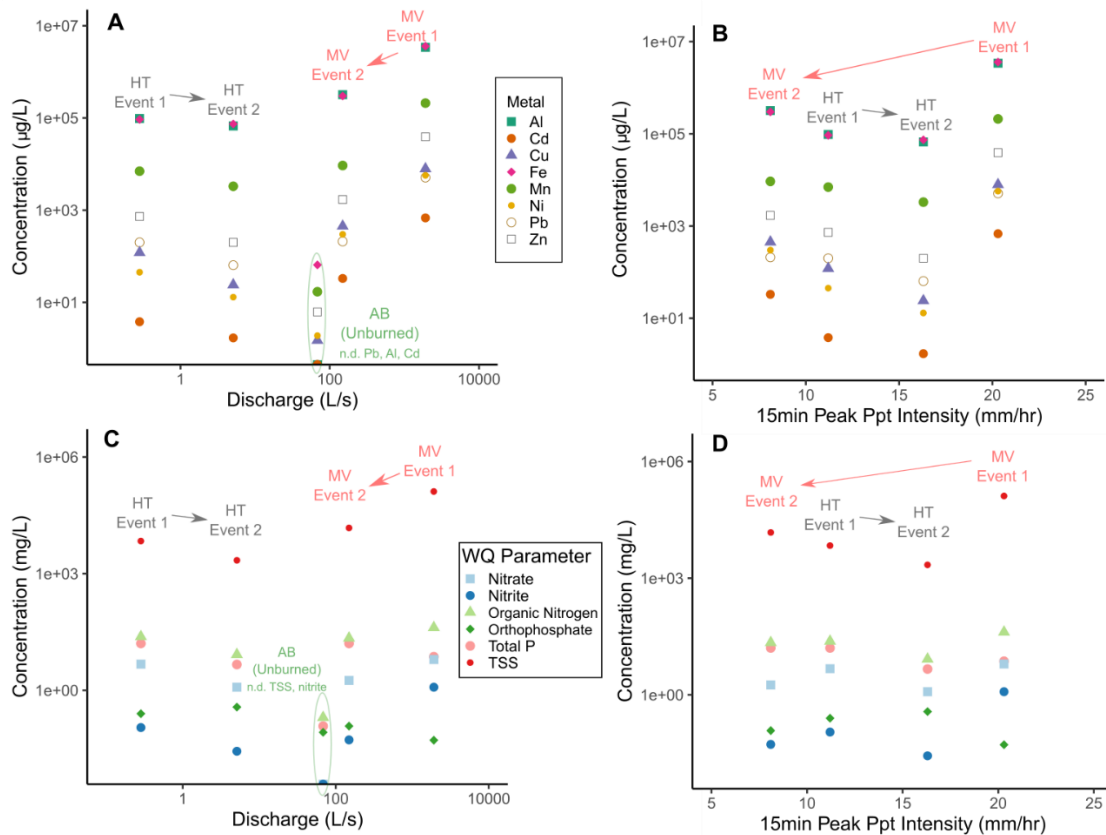 A
MV
Event 1
MV
Event 2
HT
Event 1
HT
Event 2
1e+07
1e+05
1e+03
1e+01
Concentration (µg/L)
AB
(Unburned)
n.d. Pb, Al, Cd
1
100
10000
Discharge (L/s)
Metal
Al
Cd
Cu
Fe
Mn
Ni
Pb
Zn
B
MV
Event 1
MV
Event 2
HT
Event 1
HT
Event 2
1e+07
1e+05
1e+03
1e+01
Concentration (µg/L)
5
10
15
20
25
15min Peak Ppt Intensity (mm/hr)
C
MV
Event 1
MV
Event 2
HT
Event 1
HT
Event 2
1e+06
1e+03
1e+00
Concentration (mg/L)
AB
(Unburned)
n.d. TSS, nitrite
1
100
10000
Discharge (L/s)
WQ Parameter
Nitrate
Nitrite
Organic Nitrogen
Orthophosphate
Total P
TSS
D
MV
Event 1
MV
Event 2
HT
Event 1
HT
Event 2
1e+06
1e+03
1e+00
Concentration (mg/L)
5
10
15
20
25
15min Peak Ppt Intensity (mm/hr)